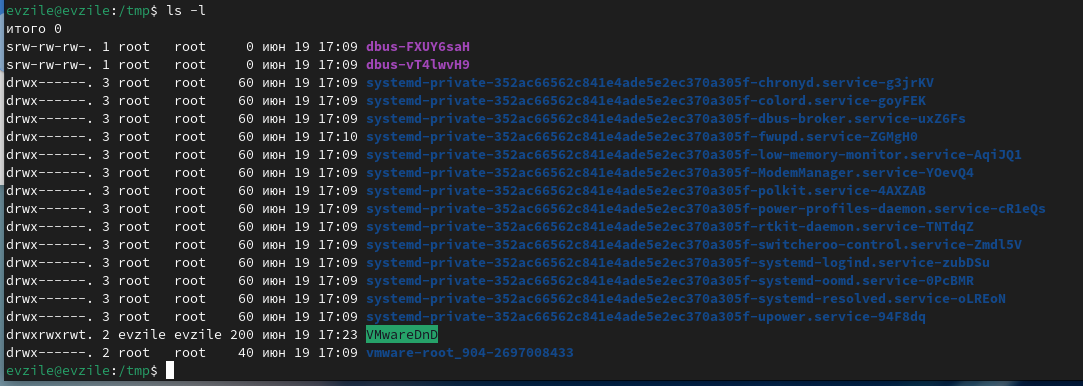 evzile@evzile:/tmp$ ls -l
итого 0
srw-rw-rw-. 1 root   root     0 июн 19 17:09 dbus-FXUY6saH
srw-rw-rw-. 1 root   root     0 июн 19 17:09 dbus-vT4lwvH9
drwx------. 3 root   root    60 июн 19 17:09 systemd-private-352ac66562c841e4ade5e2ec370a305f-chronyd.service-g3jrKV
drwx------. 3 root   root    60 июн 19 17:09 systemd-private-352ac66562c841e4ade5e2ec370a305f-colord.service-goyFEK
drwx------. 3 root   root    60 июн 19 17:09 systemd-private-352ac66562c841e4ade5e2ec370a305f-dbus-broker.service-uxZ6Fs
drwx------. 3 root   root    60 июн 19 17:10 systemd-private-352ac66562c841e4ade5e2ec370a305f-fwupd.service-ZGMgH0
drwx------. 3 root   root    60 июн 19 17:09 systemd-private-352ac66562c841e4ade5e2ec370a305f-low-memory-monitor.service-AqiJQ1
drwx------. 3 root   root    60 июн 19 17:09 systemd-private-352ac66562c841e4ade5e2ec370a305f-ModemManager.service-YOevQ4
drwx------. 3 root   root    60 июн 19 17:09 systemd-private-352ac66562c841e4ade5e2ec370a305f-polkit.service-4AXZAB
drwx------. 3 root   root    60 июн 19 17:09 systemd-private-352ac66562c841e4ade5e2ec370a305f-power-profiles-daemon.service-cR1eQs
drwx------. 3 root   root    60 июн 19 17:09 systemd-private-352ac66562c841e4ade5e2ec370a305f-rtkit-daemon.service-TNTdqZ
drwx------. 3 root   root    60 июн 19 17:09 systemd-private-352ac66562c841e4ade5e2ec370a305f-switcheroo-control.service-Zmdl5V
drwx------. 3 root   root    60 июн 19 17:09 systemd-private-352ac66562c841e4ade5e2ec370a305f-systemd-logind.service-zubDSu
drwx------. 3 root   root    60 июн 19 17:09 systemd-private-352ac66562c841e4ade5e2ec370a305f-systemd-oomd.service-0PcBMR
drwx------. 3 root   root    60 июн 19 17:09 systemd-private-352ac66562c841e4ade5e2ec370a305f-systemd-resolved.service-oLREoN
drwx------. 3 root   root    60 июн 19 17:09 systemd-private-352ac66562c841e4ade5e2ec370a305f-upower.service-94F8dq
drwxrwxrwt. 2 evzile evzile 200 июн 19 17:23 VMwareDnD
drwx------. 2 root   root    40 июн 19 17:09 vmware-root_904-2697008433
evzile@evzile:/tmp$